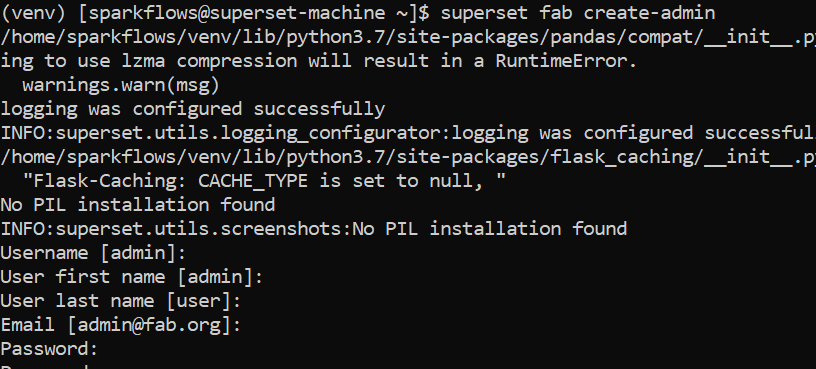 (venv) [sparkflows@superset-machine ~]$ superset fab create-admin
/home/sparkflows/venv/lib/python3.7/site-packages/pandas/compat/__init__.py
ing to use lzma compression will result in a RuntimeError.
  warnings.warn(msg)
logging was configured successfully
INFO:superset.utils.logging_configurator:logging was configured successful
/home/sparkflows/venv/lib/python3.7/site-packages/flask_caching/__init__.py
  "Flask-Caching: CACHE_TYPE is set to null, "
No PIL installation found
INFO:superset.utils.screenshots:No PIL installation found
Username [admin]:
User first name [admin]:
User last name [user]:
Email [admin@fab.org]:
Password: